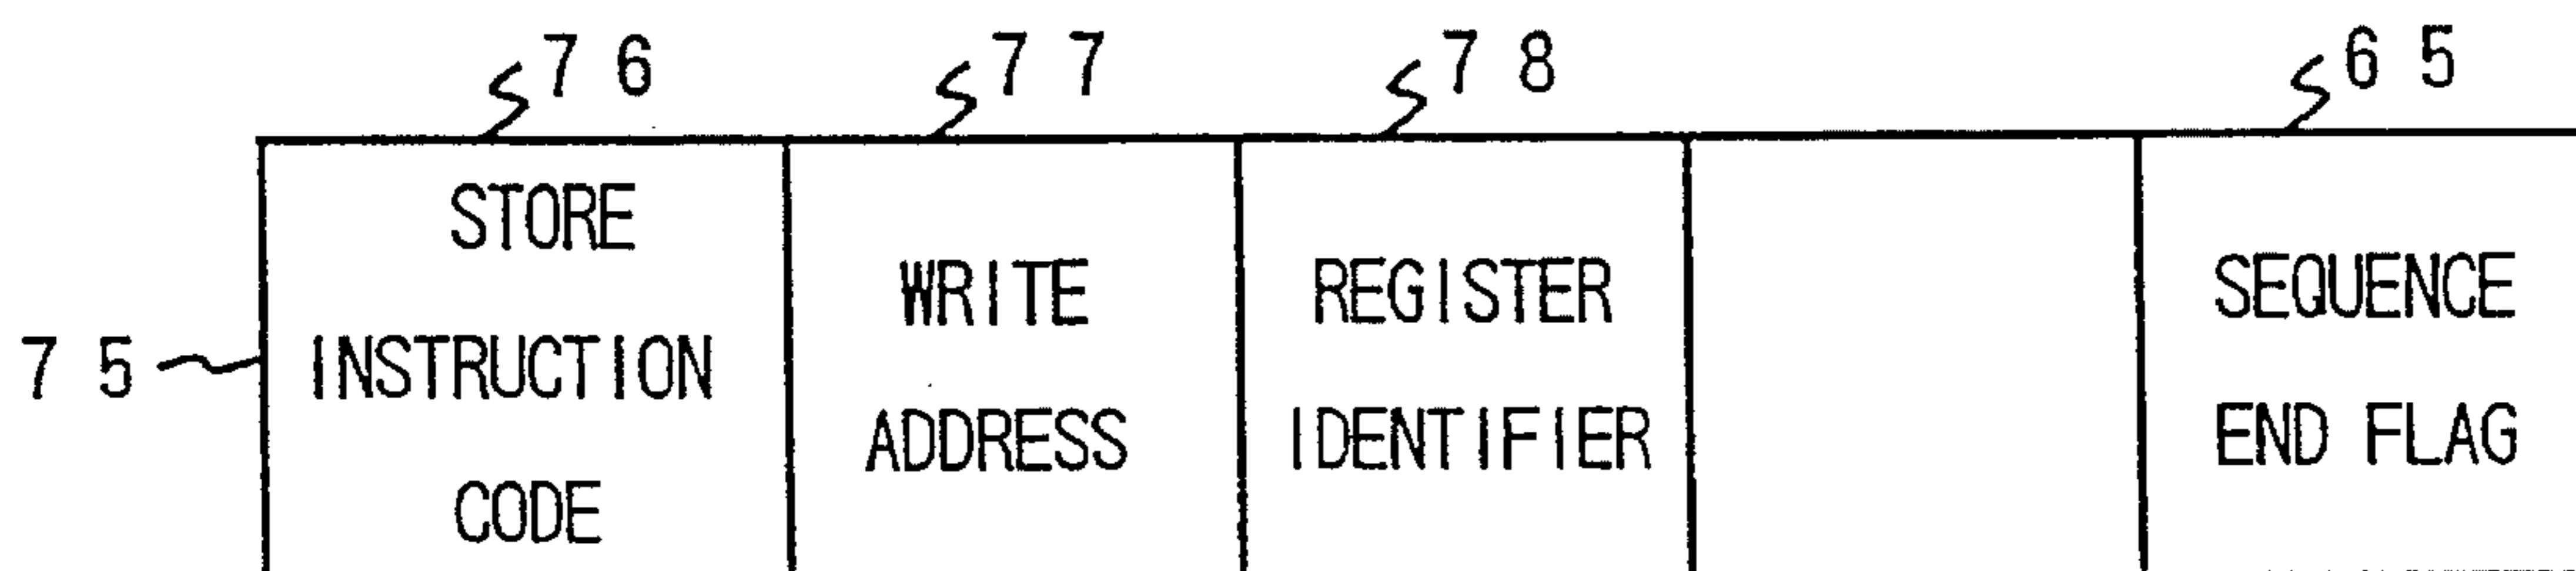 76 77 78 65
STORE
INSTRUCTION
CODE
WRITE
ADDRESS
REGISTER
IDENTIFIER
SEQUENCE
END FLAG
75